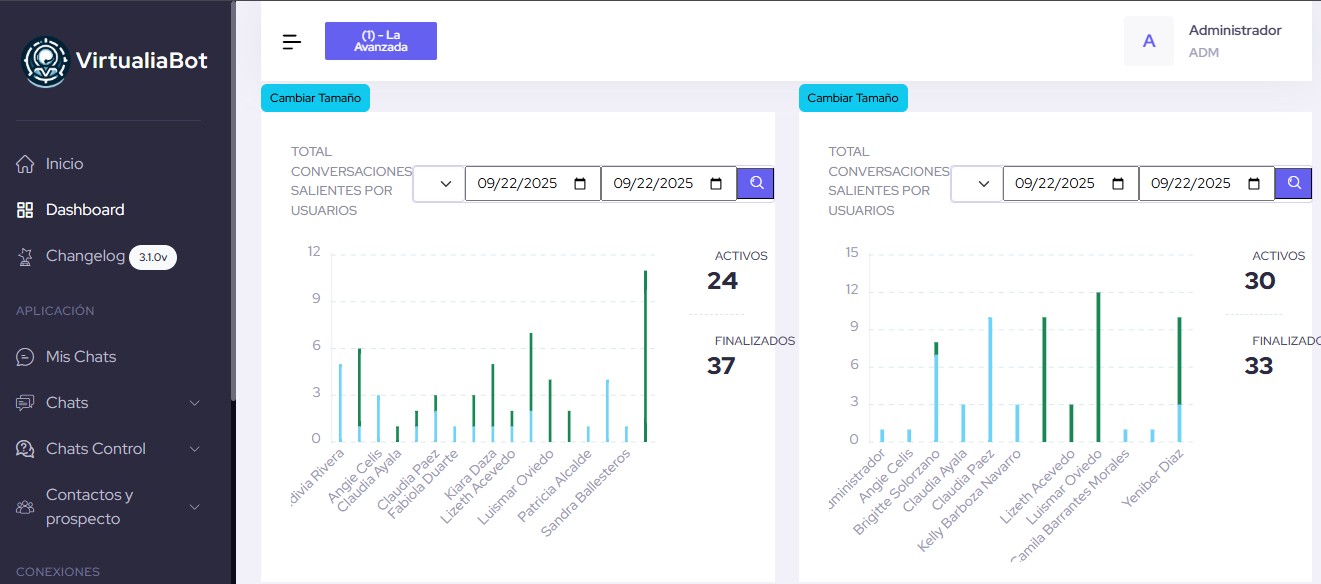 VirtualiaBot
Inicio
Dashboard
Changelog 3.1.0v
APLICACIÓN
Mis Chats
Chats
Chats Control
Contactos y
prospecto
CONEXIONES
(1) - La
Avanzada
A
Administrador
ADM
Cambiar Tamaño
TOTAL
CONVERSACIONES
SALIENTES POR
USUARIOS
09/22/2025
09/22/2025
12
9
6
3
0
divia Rivera
Angie Celis
Claudia Ayala
Claudia Paez
Fabiola Duarte
Kiara Daza
Lizeth Acevedo
Luismar Oviedo
Patricia Alcalde
Sandra Ballesteros
ACTIVOS
24
FINALIZADOS
37
Cambiar Tamaño
TOTAL
CONVERSACIONES
SALIENTES POR
USUARIOS
09/22/2025
09/22/2025
15
12
9
6
3
0
ministrador
Angie Celis
Brigitte Solorzano
Claudia Ayala
Claudia Paez
Kelly Barboza Navarro
Lizeth Acevedo
Luismar Oviedo
Camila Barrantes Morales
Yeniber Diaz
ACTIVOS
30
FINALIZADO
33